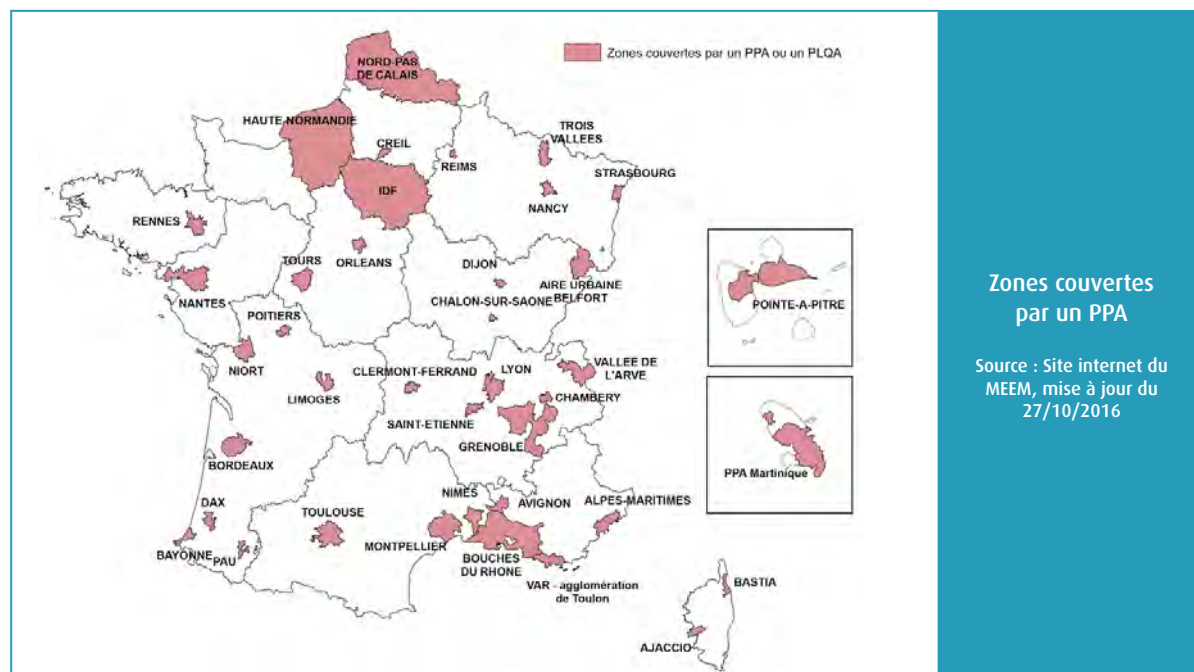 Zones couvertes par un PPA ou un PLQA
NORD-PAS
DE CALAIS
HAUTE-NORMANDIE
CREIL
REIMS
TROIS
VALLEES
STRASBOURG
IDF
NANCY
RENNES
ORLEANS
TOURS
DIJON
AIRE URBAINE
BELFORT
NANTES
CHALON-SUR-SAONE
POITIERS
NIORT
LIMOGES
CLERMONT-FERRAND
LYON
VALLEE DE
L'ARVE
CHAMBERY
SAINT-ETIENNE
GRENOBLE
BORDEAUX
DAX
TOULOUSE
NIMES
AVIGNON
ALPES-MARITIMES
BAYONNE
PAU
MONTPELLIER
BOUCHES
DU RHONE
VAR - agglomération
de Toulon
BASTIA
AJACCIO
POINTE-A-PITRE
PPA Martinique
Zones couvertes
par un PPA
Source : Site internet du
MEEM, mise à jour du
27/10/2016